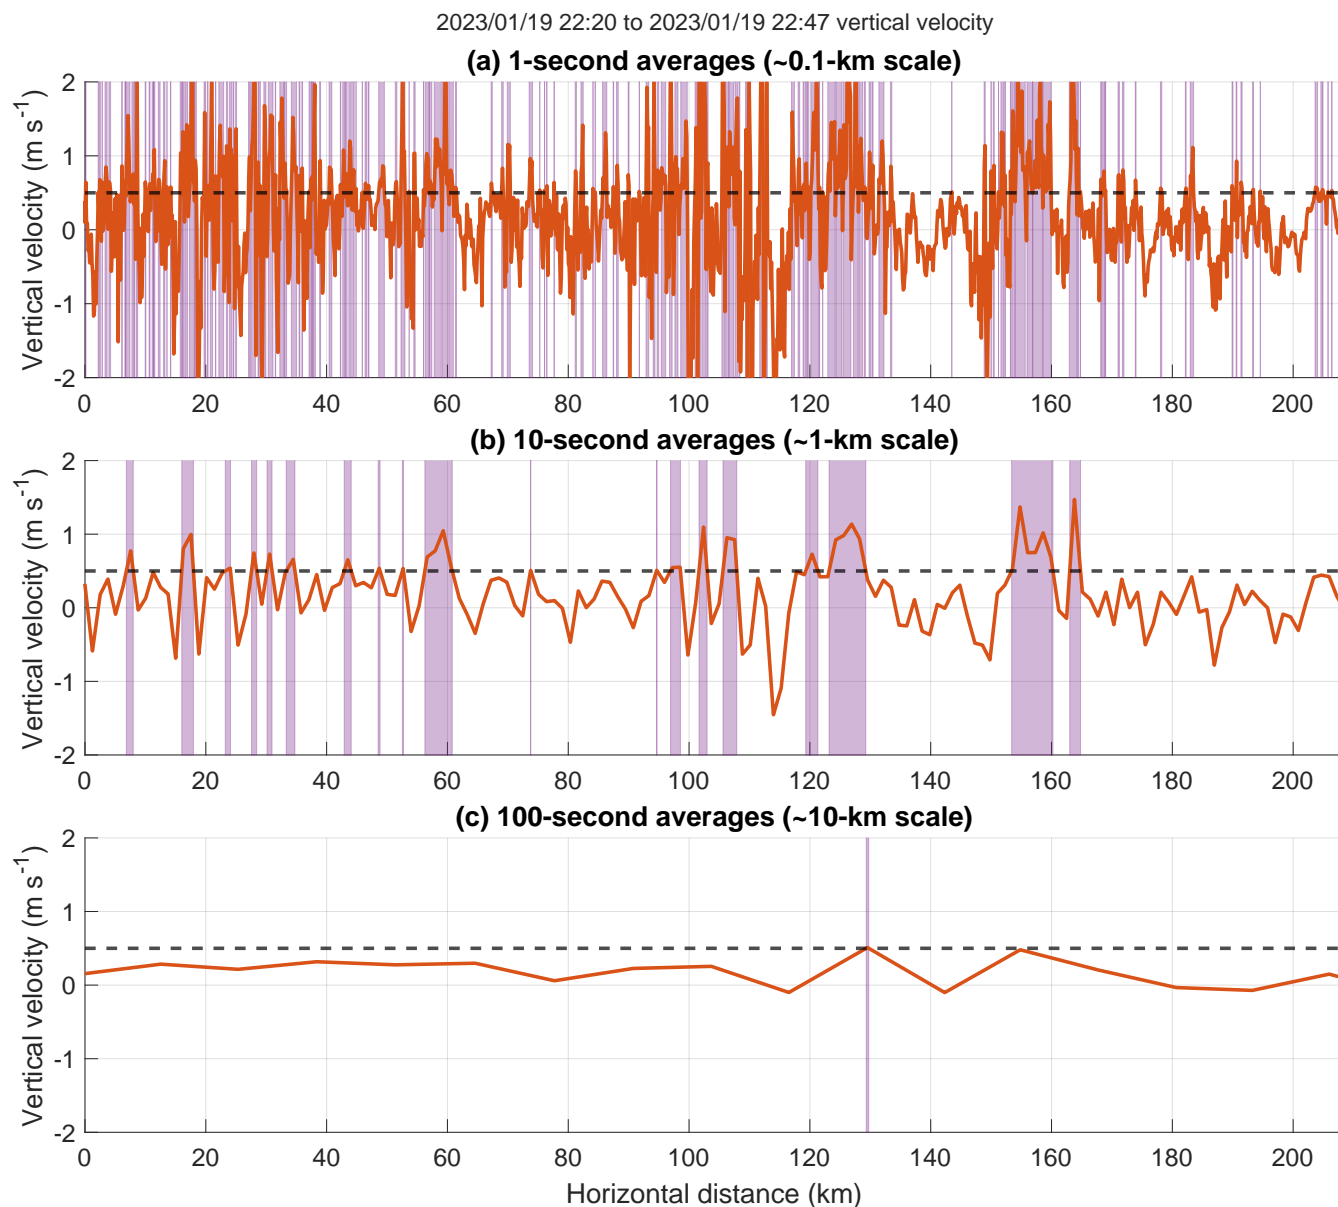 2023/01/19 22:20 to 2023/01/19 22:47 vertical velocity
(a) 1-second averages (~0.1-km scale)
Vertical velocity (m s⁻¹)
2
1
0
-1
-2
0 20 40 60 80 100 120 140 160 180 200
(b) 10-second averages (~1-km scale)
Vertical velocity (m s⁻¹)
2
1
0
-1
-2
0 20 40 60 80 100 120 140 160 180 200
(c) 100-second averages (~10-km scale)
Vertical velocity (m s⁻¹)
2
1
0
-1
-2
0 20 40 60 80 100 120 140 160 180 200
Horizontal distance (km)